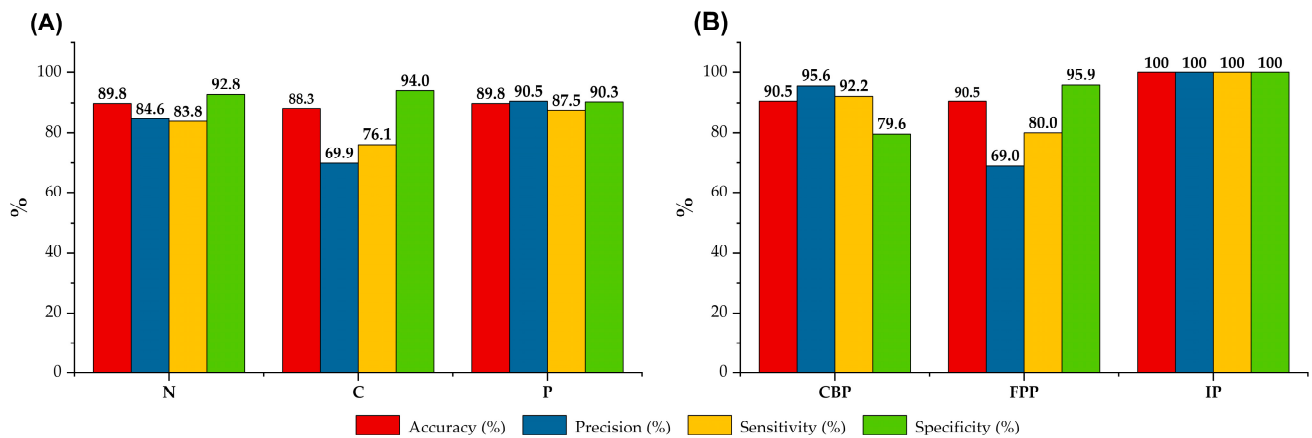 (A)
%
100
80
60
40
20
0
89.8 84.6 83.8 92.8
88.3 69.9 76.1 94.0
89.8 90.5 87.5 90.3
N C P
(B)
%
100
80
60
40
20
0
90.5 95.6 92.2 79.6
90.5 69.0 80.0 95.9
100 100 100 100
CBP FPP IP
Accuracy (%) Precision (%) Sensitivity (%) Specificity (%)